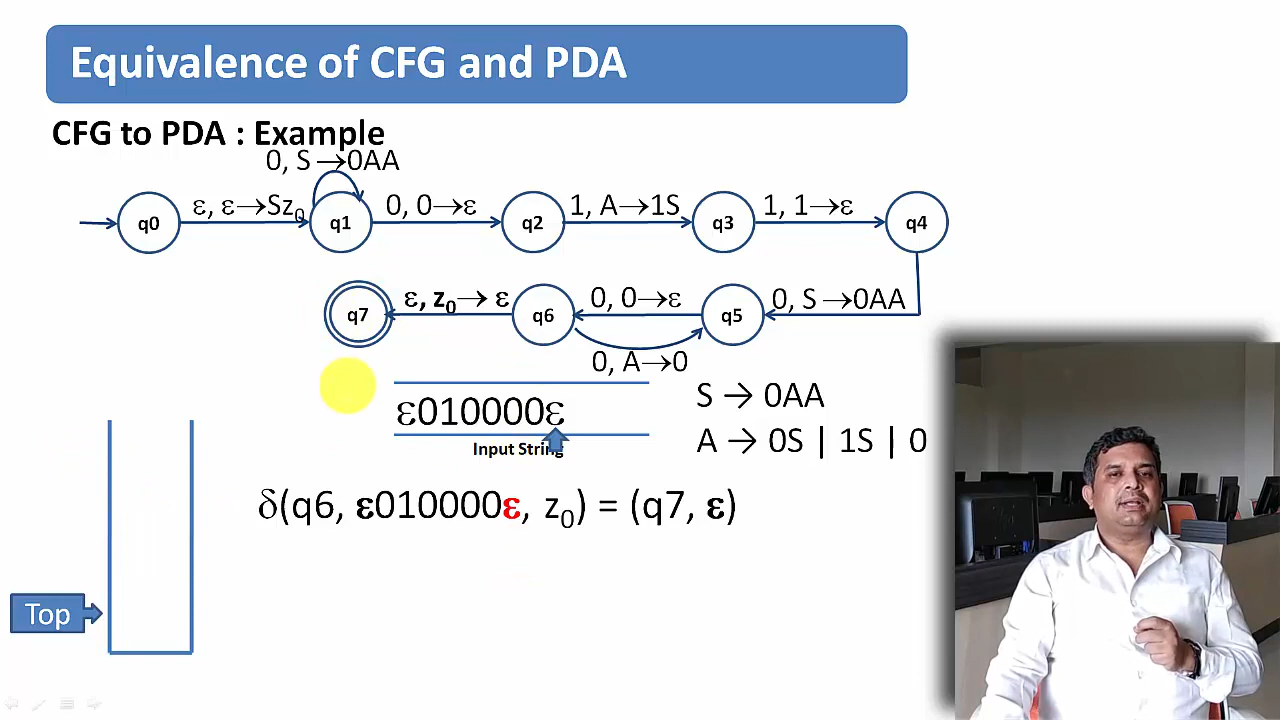 Equivalence of CFG and PDA
CFG to PDA : Example
0, S→0AA
q0
ε, ε→Sz₀
q1
0, 0→ε
q2
1, A→1S
q3
1, 1→ε
q4
q7
ε, z₀→ ε
q6
0, 0→ε
q5
0, S→0AA
0, A→0
ε010000ε
Input String
S → 0AA
A → 0S | 1S | 0
δ(q6, ε010000ε, z₀) = (q7, ε)
Top